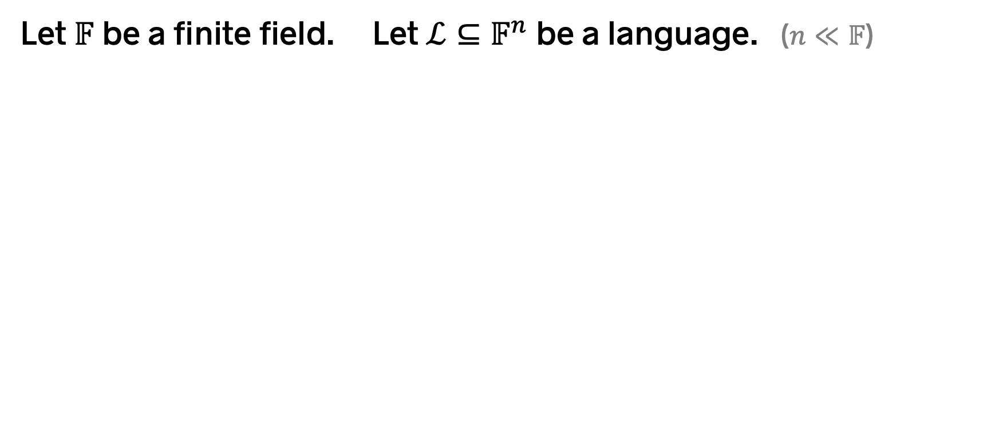 Let 𝔽 be a finite field. Let ℒ ⊆ 𝔽ⁿ be a language. (n ≪ 𝔽)